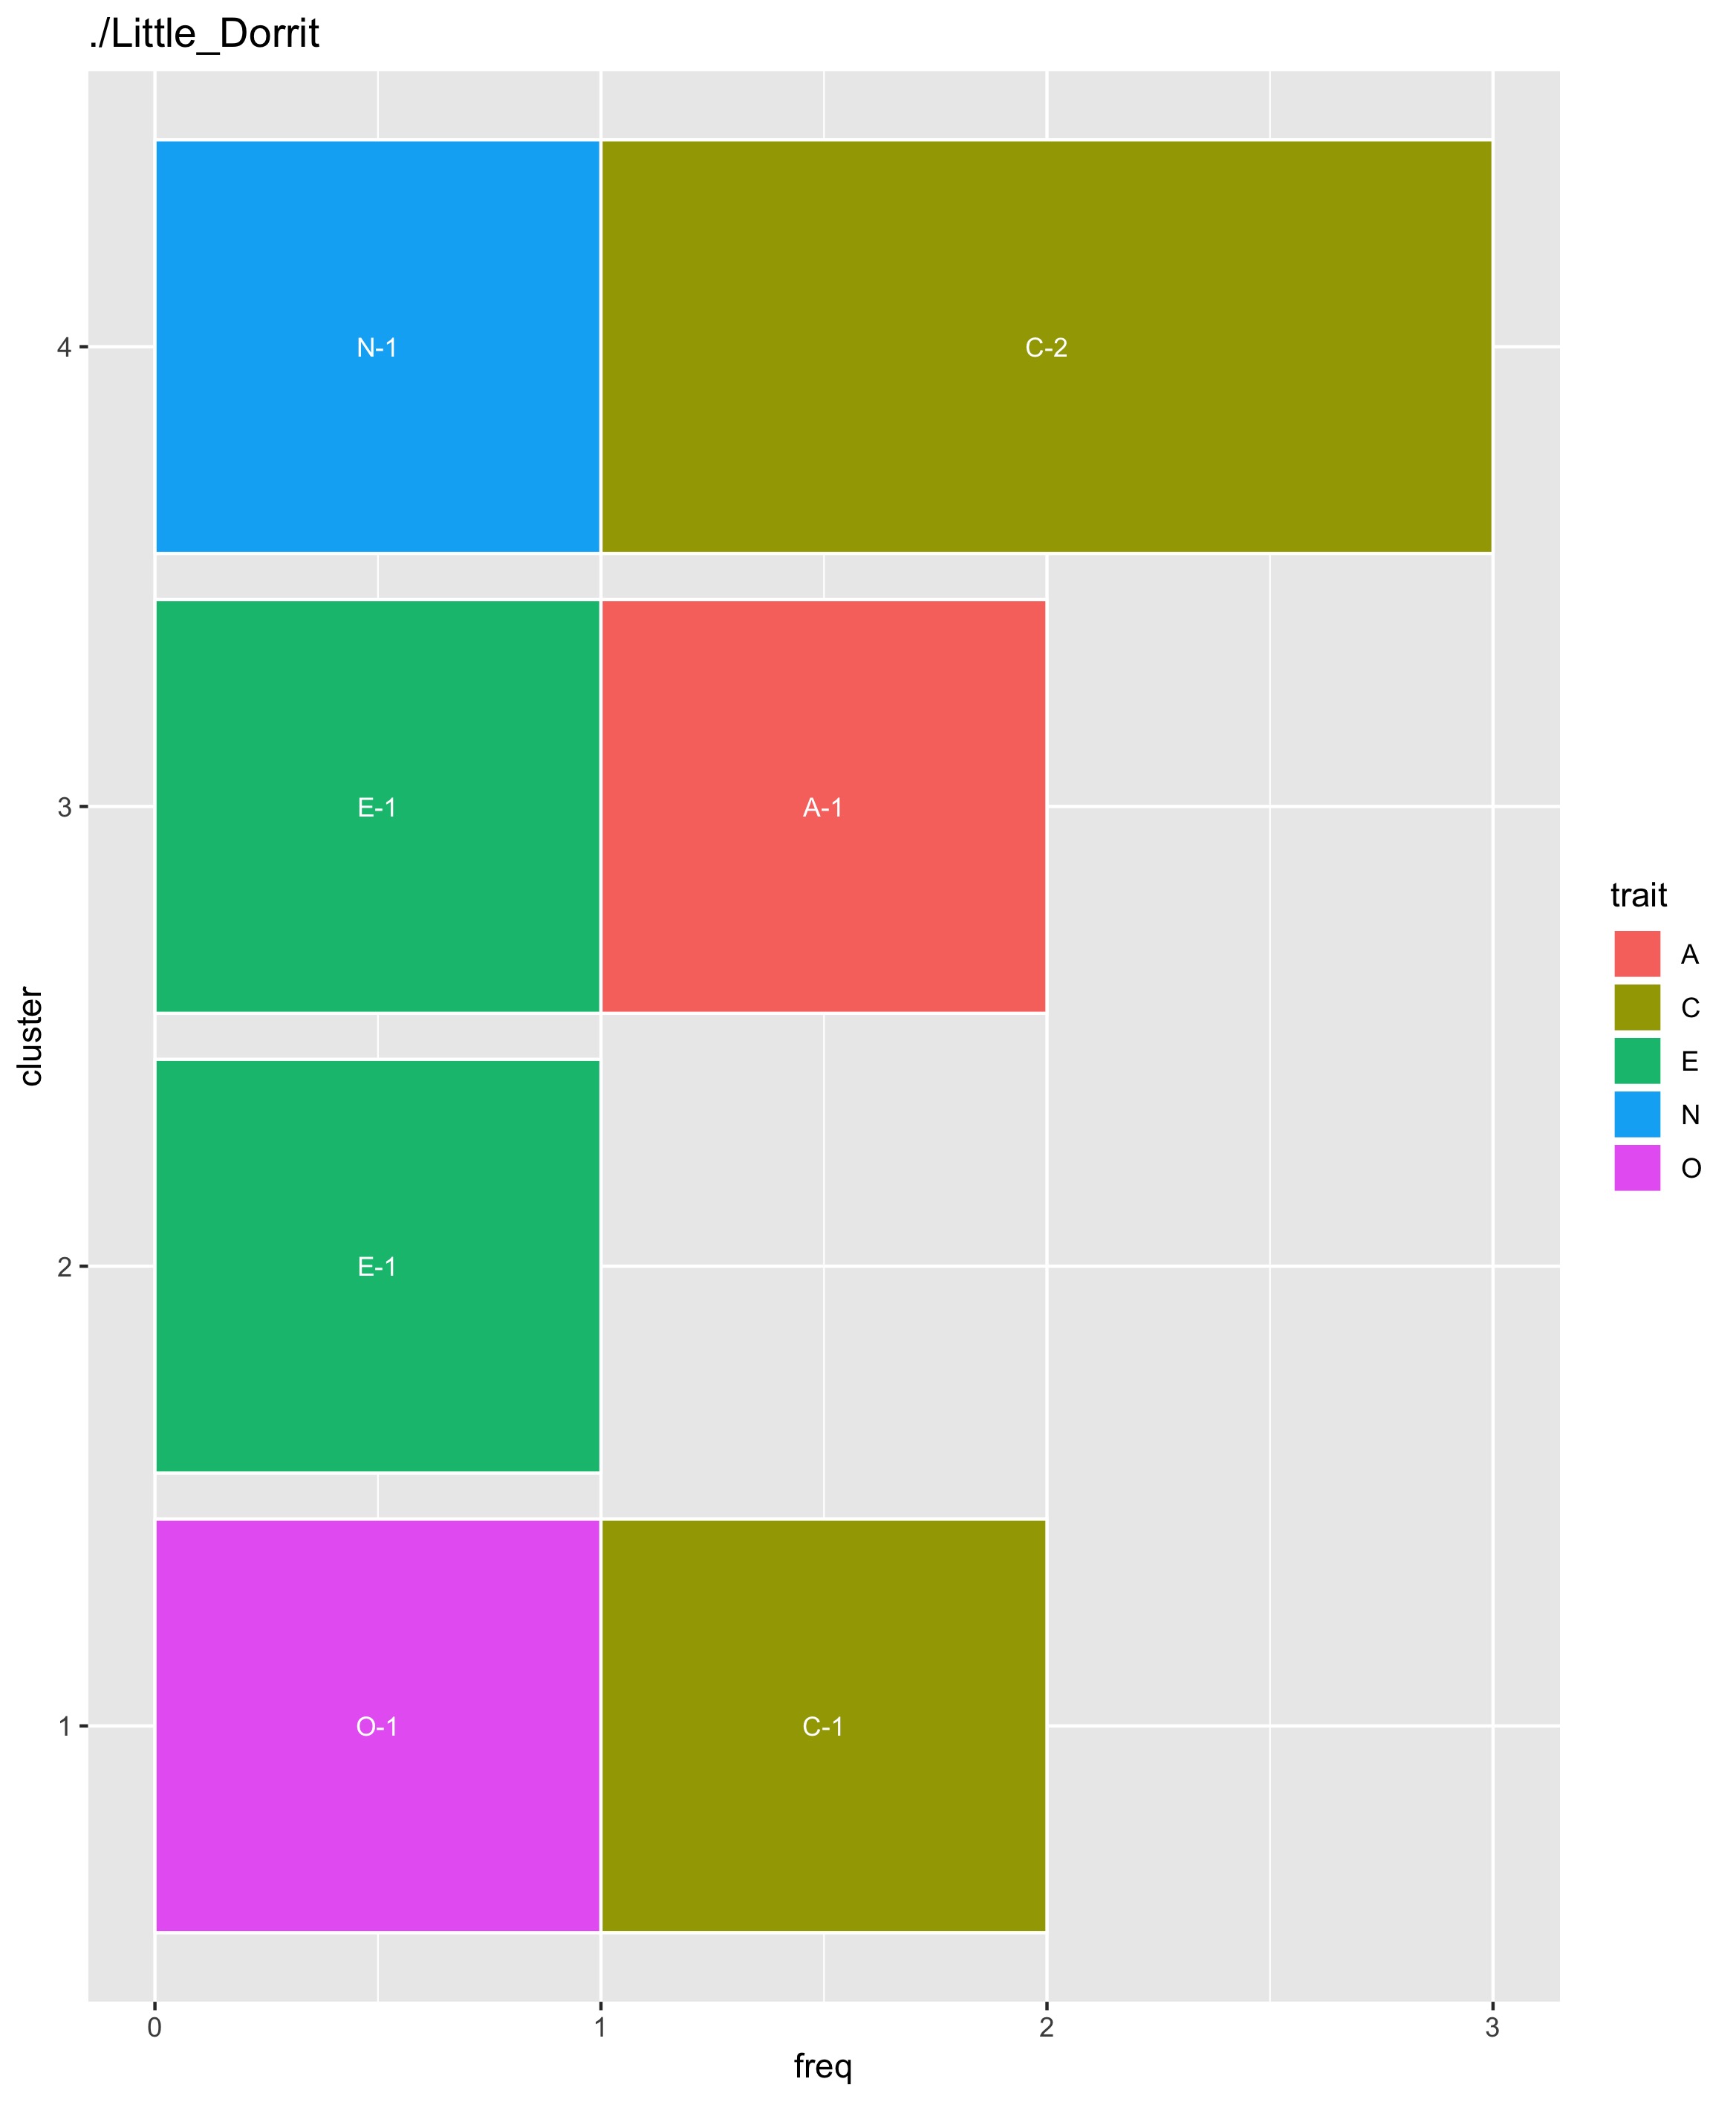 ./Little_Dorrit
4
N-1
C-2
3
E-1
A-1
2
E-1
1
O-1
C-1
0
1
2
3
freq
cluster
trait
A
C
E
N
O